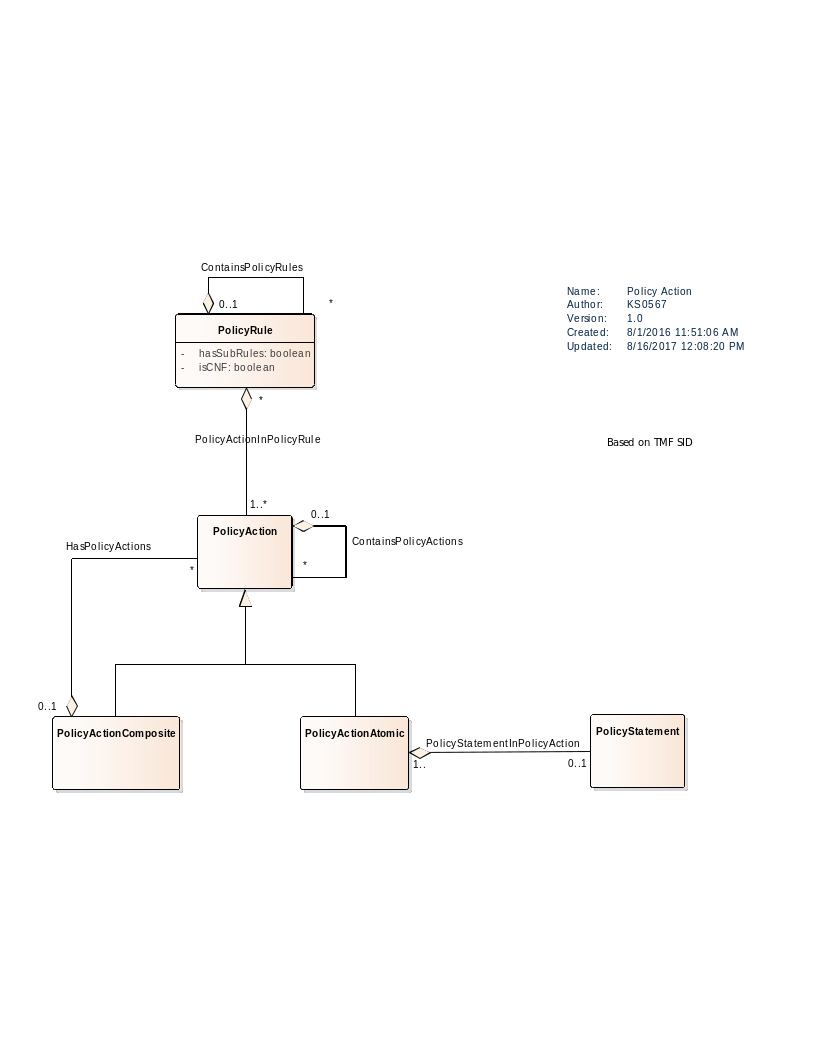 ContainsPolicyRules
0..1
*
PolicyRule
- hasSubRules: boolean
- isCNF: boolean
*
PolicyActionInPolicyRule
1..*
Name: Policy Action
Author: KS0567
Version: 1.0
Created: 8/1/2016 11:51:06 AM
Updated: 8/16/2017 12:08:20 PM
Based on TMF SID
PolicyAction
0..1
ContainsPolicyActions
*
HasPolicyActions
*
0..1
PolicyActionComposite
PolicyActionAtomic
PolicyStatementInPolicyAction
1..
0..1
PolicyStatement